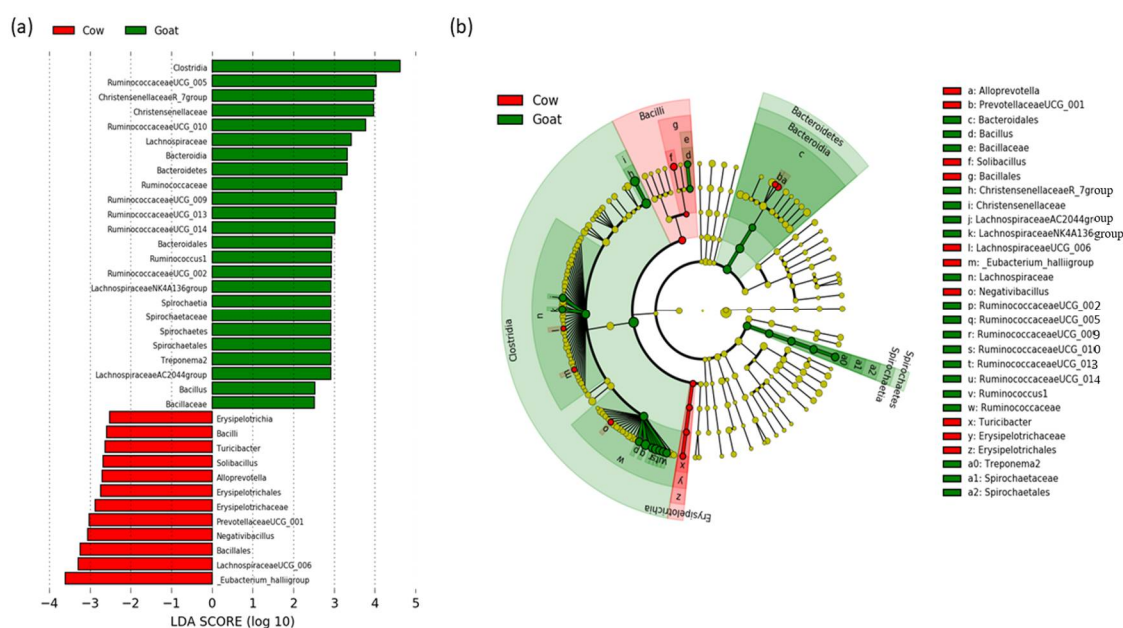 (a)
Cow
Goat
Clostridia
RuminococcaceaeUCG_005
ChristensenellaceaeR_7group
Christensenellaceae
RuminococcaceaeUCG_010
Lachnospiraceae
Bacteroidia
Bacteroidetes
Ruminococcaceae
RuminococcaceaeUCG_009
RuminococcaceaeUCG_013
RuminococcaceaeUCG_014
Bacteroidales
Ruminococcus1
RuminococcaceaeUCG_002
LachnospiraceaeNK4A136group
Spirochaetia
Spirochaetaceae
Spirochaetes
Spirochaetales
Treponema2
LachnospiraceaeAC2044group
Bacillus
Bacillaceae
Erysipelotrichia
Bacilli
Turicibacter
Solibacillus
Alloprevotella
Erysipelotrichales
Erysipelotrichaceae
PrevotellaceaeUCG_001
Negativibacillus
Bacillales
LachnospiraceaeUCG_006
_Eubacterium_halliigroup
−4 −3 −2 −1 0 1 2 3 4 5
LDA SCORE (log 10)
(b)
Cow
Goat
Bacilli
g
e
f d
i
h
Bacteroidetes
Bacteroidia
c
b a
Clostridia
n
m
o
w
q p
x
y
z
Erysipelotrichia
a0
a1
a2
Spirochaetes
Spirochaetia
a: Alloprevotella
b: PrevotellaceaeUCG_001
c: Bacteroidales
d: Bacillus
e: Bacillaceae
f: Solibacillus
g: Bacillales
h: ChristensenellaceaeR_7group
i: Christensenellaceae
j: LachnospiraceaeAC2044group
k: LachnospiraceaeNK4A136group
l: LachnospiraceaeUCG_006
m: _Eubacterium_halliigroup
n: Lachnospiraceae
o: Negativibacillus
p: RuminococcaceaeUCG_002
q: RuminococcaceaeUCG_005
r: RuminococcaceaeUCG_009
s: RuminococcaceaeUCG_010
t: RuminococcaceaeUCG_013
u: RuminococcaceaeUCG_014
v: Ruminococcus1
w: Ruminococcaceae
x: Turicibacter
y: Erysipelotrichaceae
z: Erysipelotrichales
a0: Treponema2
a1: Spirochaetaceae
a2: Spirochaetales